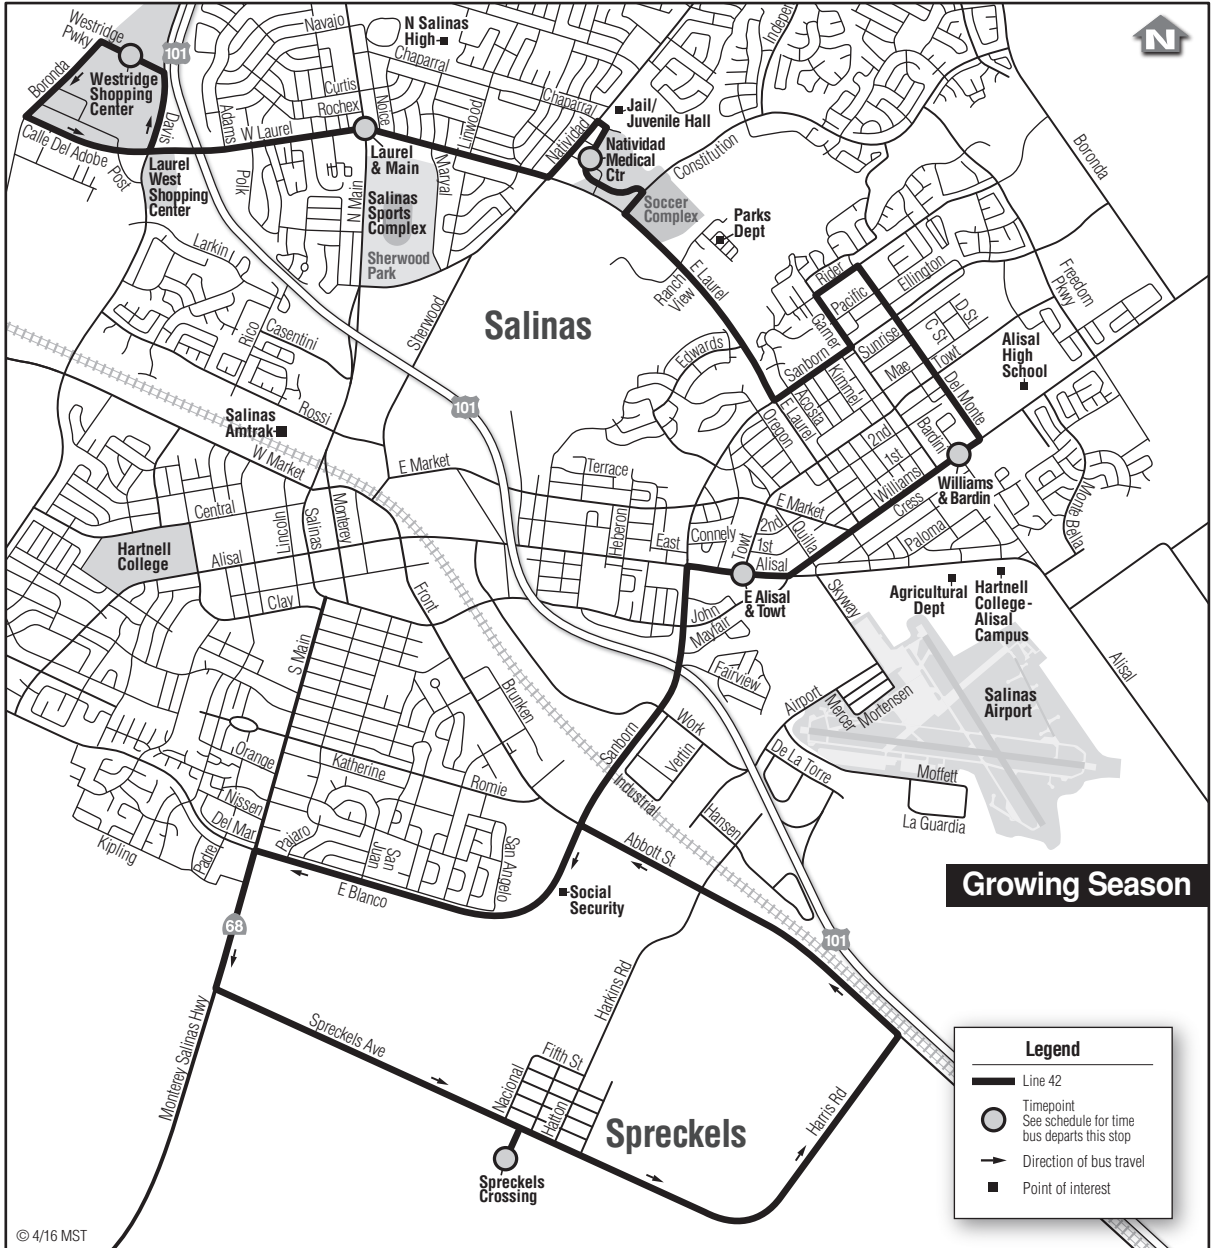 Westridge
Pkwy
101
Boronda
Westridge
Shopping
Center
Calle Del Adobe
Post
Davis
Laurel
West
Shopping
Center
Navajo
N Salinas
High
Chaparral
Curtis
Rochex
Noice
Adams
W Laurel
Polk
Linwood
Laurel
& Main
Marval
N Main
Salinas
Sports
Complex
Sherwood
Park
Chaparral
Natividad
Jail/
Juvenile Hall
Natividad
Medical
Ctr
Constitution
Soccer
Complex
Parks
Dept
Boronda
N
Larkin
Rico
Casentini
Rossi
Sherwood
Salinas
Ranch
View
E Laurel
Rider
Pacific
Ellington
Garner
Sunrise
Sanborn
Kimmel
Mae
C St
D St
Towt
Freedom
Pkwy
Alisal
High
School
Del Monte
Edwards
101
Salinas
Amtrak
W Market
E Market
Acosta
E Laurel
Oregon
2nd
1st
Bardin
Williams
Cress
Williams
& Bardin
Monte Bella
Paloma
Terrace
Heberon
East
Connely
E Market
2nd
1st
Towt
Quilla
Alisal
E Alisal
& Towt
Central
Lincoln
Salinas
Monterey
Hartnell
College
Alisal
Clay
Front
S Main
John
Mayfair
Fairview
Skyway
Agricultural
Dept
Hartnell
College-
Alisal
Campus
Alisal
Salinas
Airport
Airport
Mercer
Mortensen
Moffett
La Guardia
De La Torre
Work
Vertin
Sanborn
Brunken
Industrial
Hansen
Abbott St
Orange
Katherine
Romie
Nissen
Del Mar
Kipling
Padre
Pajaro
San
Juan
San Angelo
E Blanco
Social
Security
Growing Season
68
101
Monterey Salinas Hwy
Spreckels Ave
Harkins Rd
Fifth St
Nacional
Hatton
Spreckels
Spreckels
Crossing
Harris Rd
Legend
Line 42
Timepoint
See schedule for time
bus departs this stop
Direction of bus travel
Point of interest
© 4/16 MST